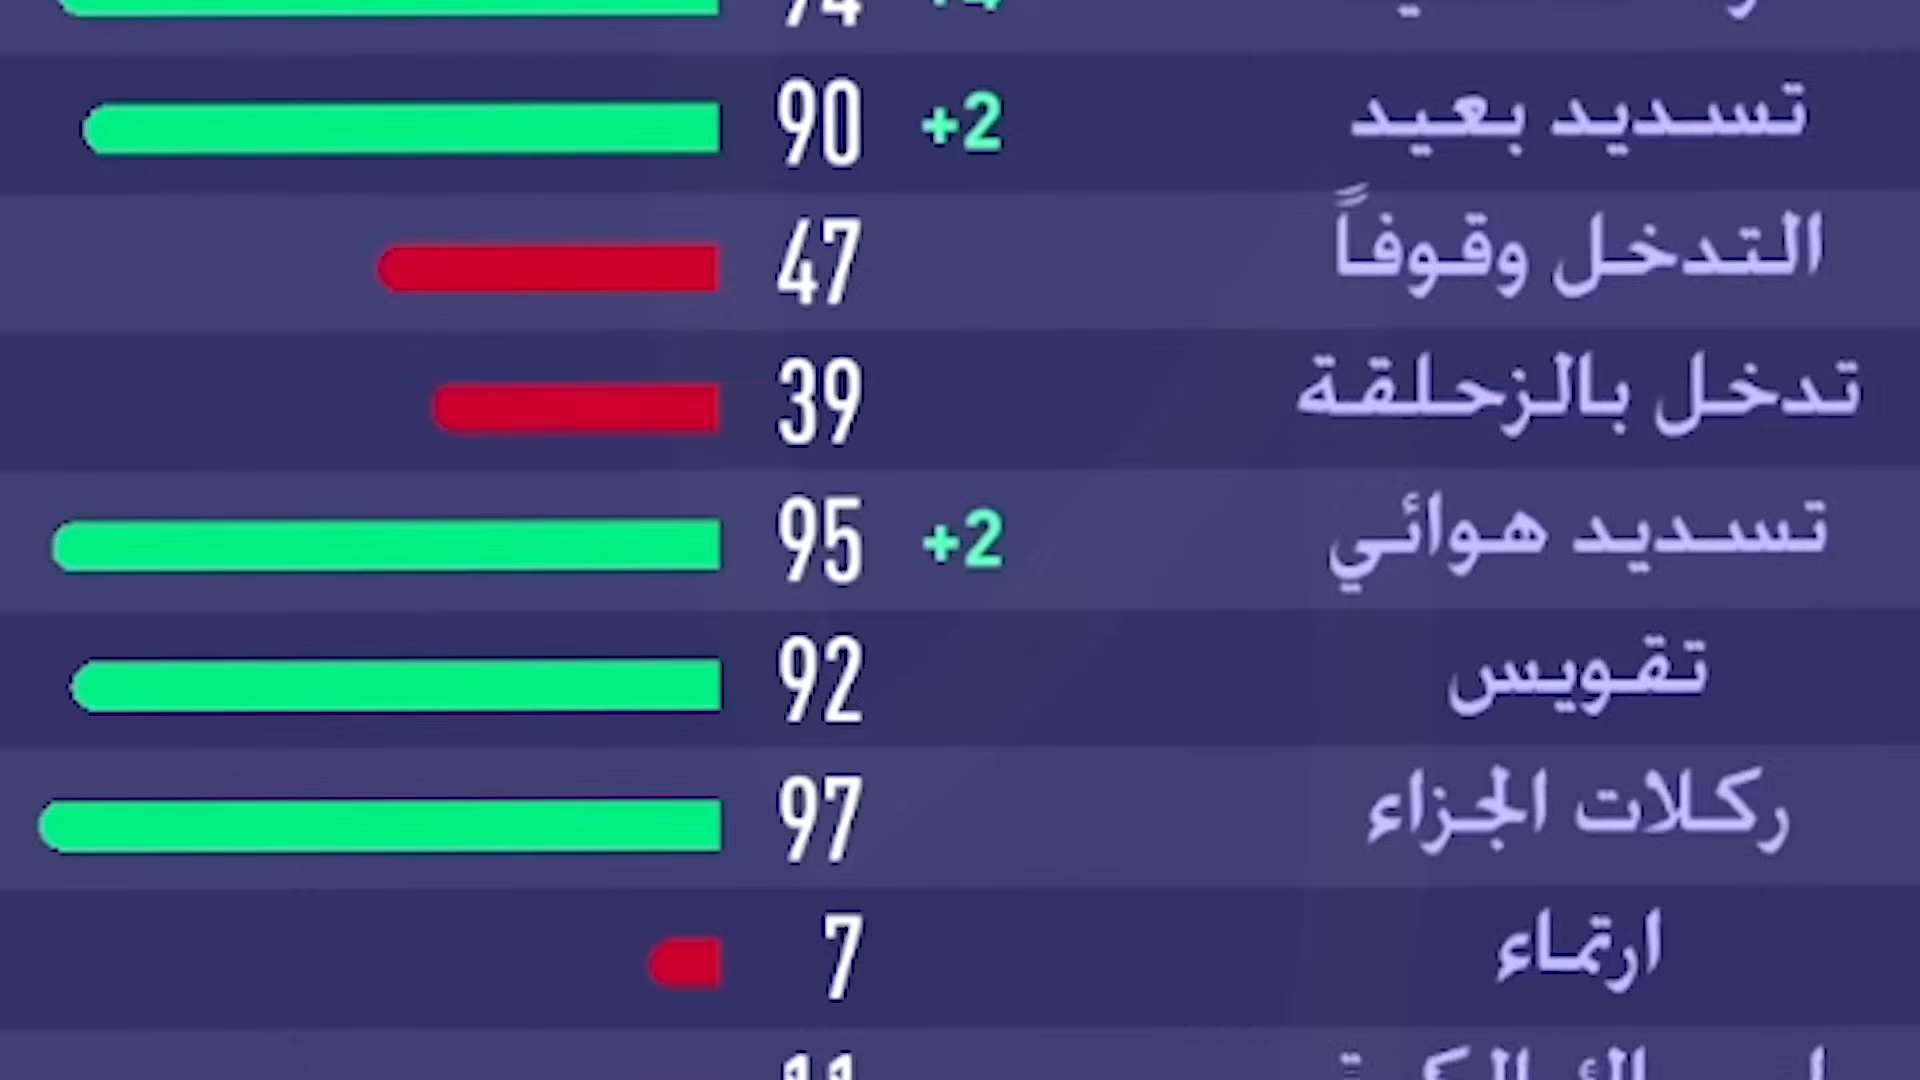 تسديد بعيد +2 90
التدخل وقوفاً 47
تدخل بالزحلقة 39
تسديد هوائي +2 95
تقويس 92
ركلات الجزاء 97
ارتماء 7